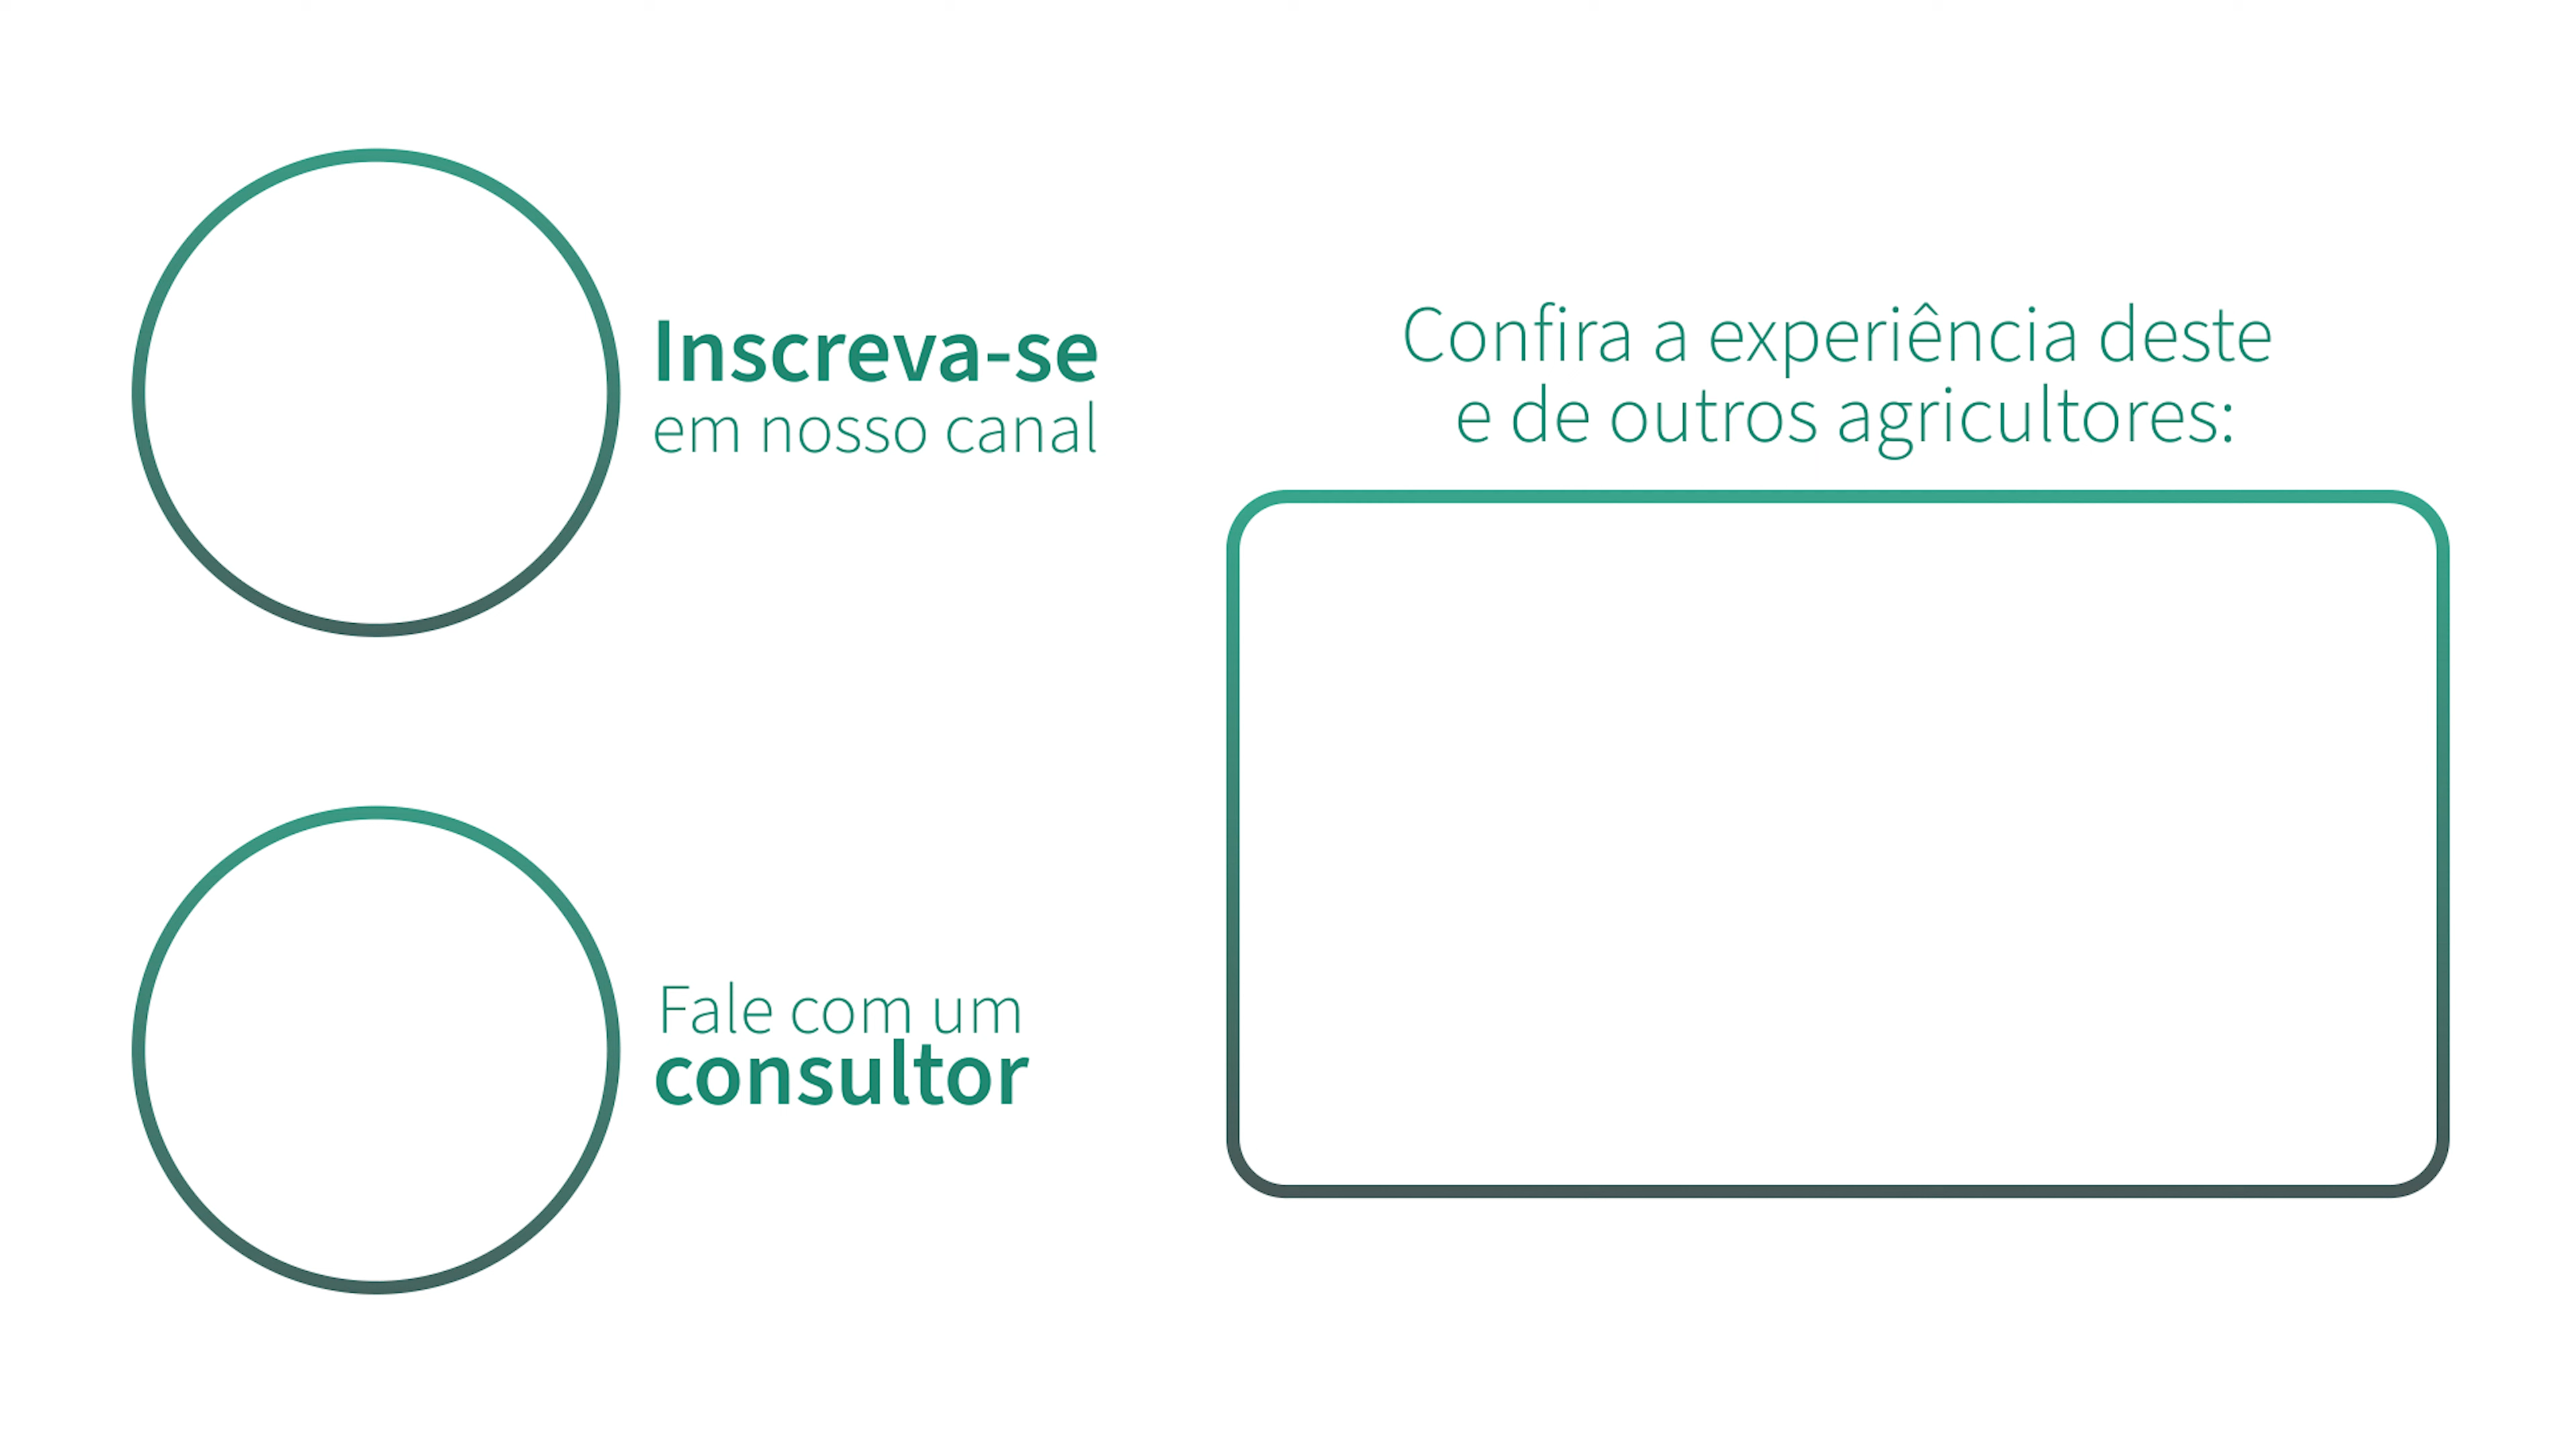 Inscreva-se
em nosso canal
Fale com um
consultor
Confira a experiência deste
e de outros agricultores: